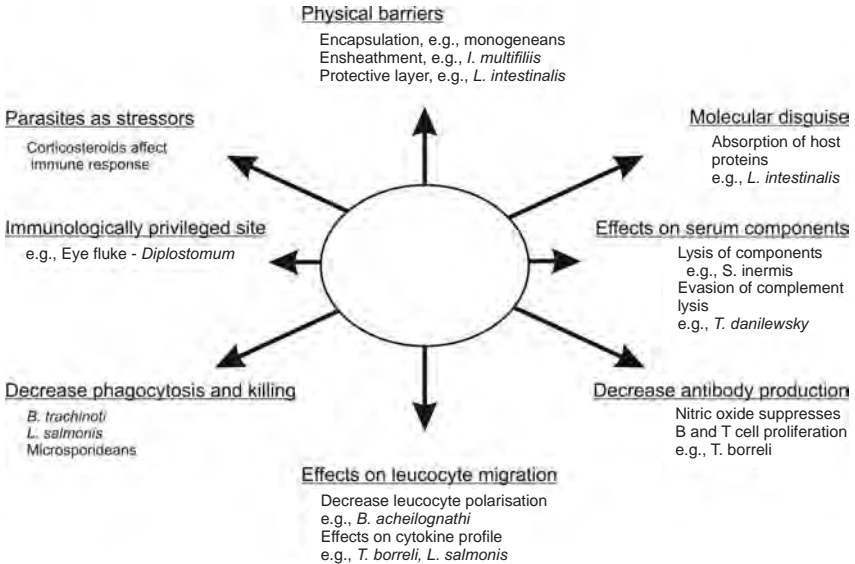 Physical barriers
Encapsulation, e.g., monogeneans
Ensheathment, e.g., I. multifiliis
Protective layer, e.g., L. intestinalis
Parasites as stressors
Corticosteroids affect
immune response
Molecular disguise
Absorption of host
proteins
e.g., L. intestinalis
Immunologically privileged site
e.g., Eye fluke - Diplostomum
Effects on serum components
Lysis of components
e.g., S. inermis
Evasion of complement
lysis
e.g., T. danilewsky
Decrease phagocytosis and killing
B. trachinoti
L. salmonis
Microsporideans
Decrease antibody production
Nitric oxide suppresses
B and T cell proliferation
e.g., T. borreli
Effects on leucocyte migration
Decrease leucocyte polarisation
e.g., B. acheilognathi
Effects on cytokine profile
e.g., T. borreli, L. salmonis